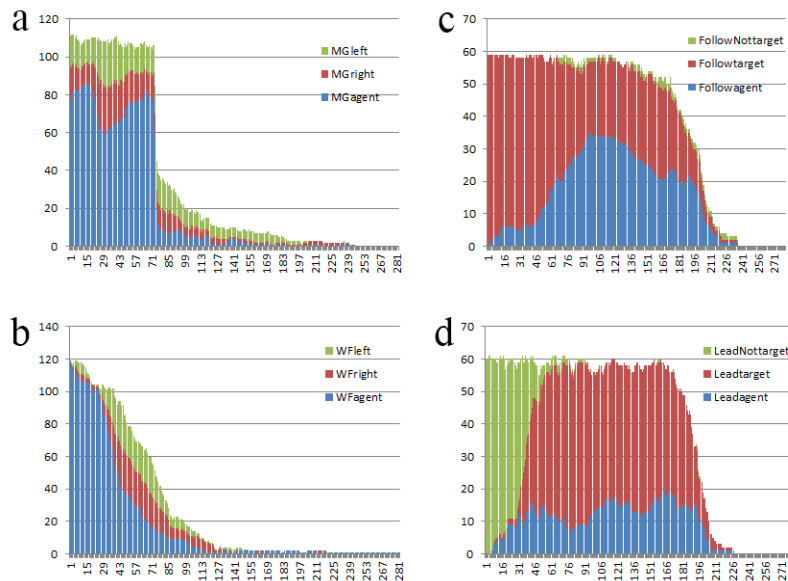 a
120
100
80
60
40
20
0
MGleft
MGright
MGagent
1 15 29 43 57 71 85 99 113 127 141 155 169 183 197 211 225 239 253 267 281
c
70
60
50
40
30
20
10
0
FollowNottarget
Followtarget
Followagent
1 16 31 46 61 76 91 106 121 136 151 166 181 196 211 226 241 256 271
b
140
120
100
80
60
40
20
0
WFleft
WFright
WFagent
1 15 29 43 57 71 85 99 113 127 141 155 169 183 197 211 225 239 253 267 281
d
70
60
50
40
30
20
10
0
LeadNottarget
Leadtarget
Leadagent
1 16 31 46 61 76 91 106 121 136 151 166 181 196 211 226 241 256 271